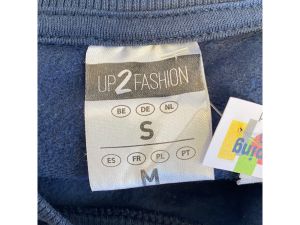 UP2FASHION
BE DE NL
S
ES FR PL PT
M